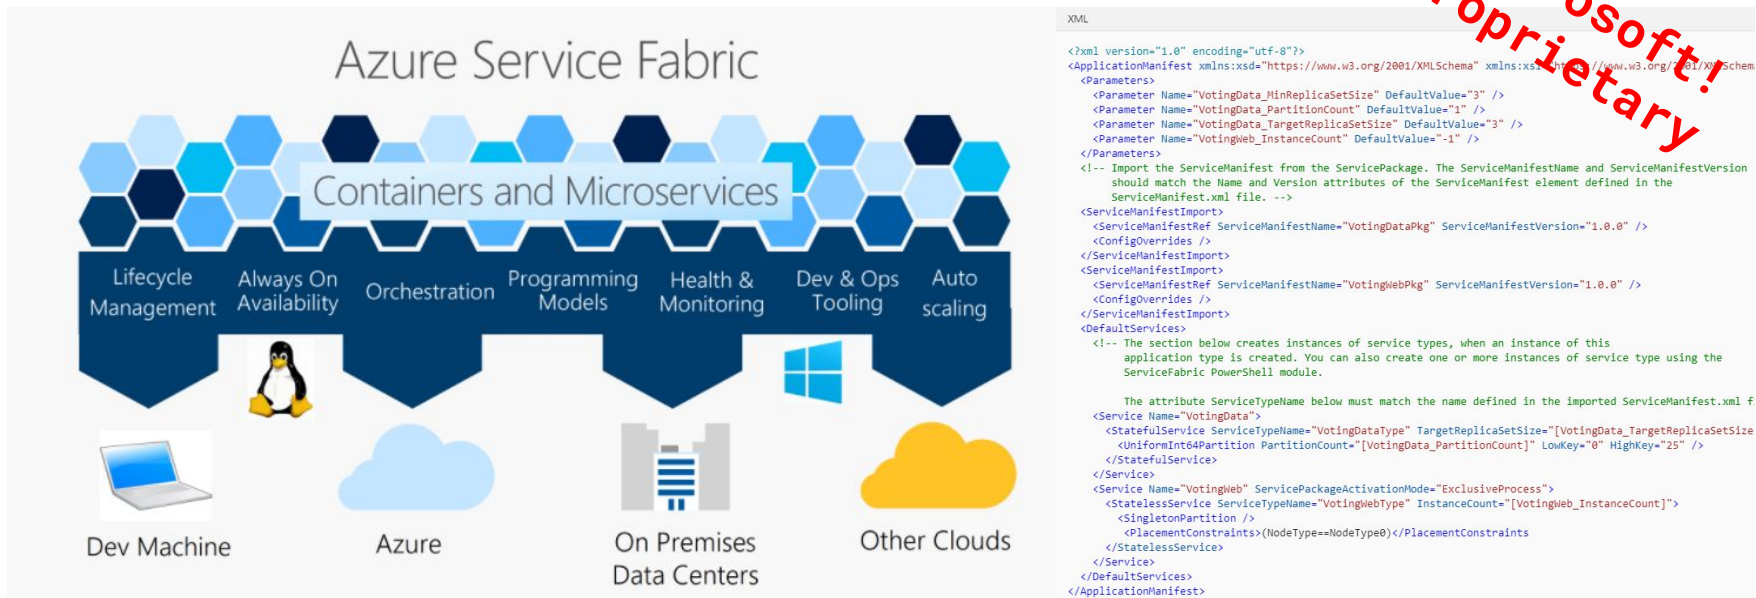 Azure Service Fabric
Containers and Microservices
Lifecycle
Management
Always On
Availability
Orchestration
Programming
Models
Health &
Monitoring
Dev & Ops
Tooling
Auto
scaling
Dev Machine
Azure
On Premises
Data Centers
Other Clouds
XML
<?xml version="1.0" encoding="utf-8"?>
<ApplicationManifest xmlns:xsd="https://www.w3.org/2001/XMLSchema" xmlns:xsi="https://www.w3.org/2001/XMLSchema
<Parameters>
<Parameter Name="VotingData_MinReplicaSetSize" DefaultValue="3" />
<Parameter Name="VotingData_PartitionCount" DefaultValue="1" />
<Parameter Name="VotingData_TargetReplicaSetSize" DefaultValue="3" />
<Parameter Name="VotingWeb_InstanceCount" DefaultValue="-1" />
</Parameters>
<!-- Import the ServiceManifest from the ServicePackage. The ServiceManifestName and ServiceManifestVersion
should match the Name and Version attributes of the ServiceManifest element defined in the
ServiceManifest.xml file. -->
<ServiceManifestImport>
<ServiceManifestRef ServiceManifestName="VotingDataPkg" ServiceManifestVersion="1.0.0" />
<ConfigOverrides />
</ServiceManifestImport>
<ServiceManifestImport>
<ServiceManifestRef ServiceManifestName="VotingWebPkg" ServiceManifestVersion="1.0.0" />
<ConfigOverrides />
</ServiceManifestImport>
<DefaultServices>
<!-- The section below creates instances of service types, when an instance of this
application type is created. You can also create one or more instances of service type using the
ServiceFabric PowerShell module.
The attribute ServiceTypeName below must match the name defined in the imported ServiceManifest.xml f
<Service Name="VotingData">
<StatefulService ServiceTypeName="VotingDataType" TargetReplicaSetSize="[VotingData_TargetReplicaSetSize
<UniformInt64Partition PartitionCount="[VotingData_PartitionCount]" LowKey="0" HighKey="25" />
</StatefulService>
</Service>
<Service Name="VotingWeb" ServicePackageActivationMode="ExclusiveProcess">
<StatelessService ServiceTypeName="VotingWebType" InstanceCount="[VotingWeb_InstanceCount]">
<SingletonPartition />
<PlacementConstraints>(NodeType==NodeType0)</PlacementConstraints
</StatelessService>
</Service>
</DefaultServices>
</ApplicationManifest>
osoft!
oprietary